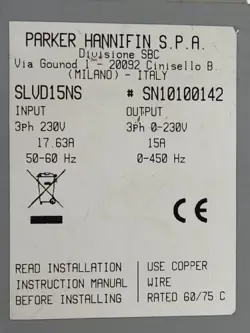 PARKER HANNIFIN S.P.A.
Divisione SBC
Via Gounod 1 - 20092 Cinisello B.
(MILANO) - ITALY
SLVD15NS # SN10100142
INPUT OUTPUT
3Ph 230V 3Ph 0-230V
17.63A 15A
50-60 Hz 0-450 Hz
CE
READ INSTALLATION USE COPPER
INSTRUCTION MANUAL WIRE
BEFORE INSTALLING RATED 60/75 C